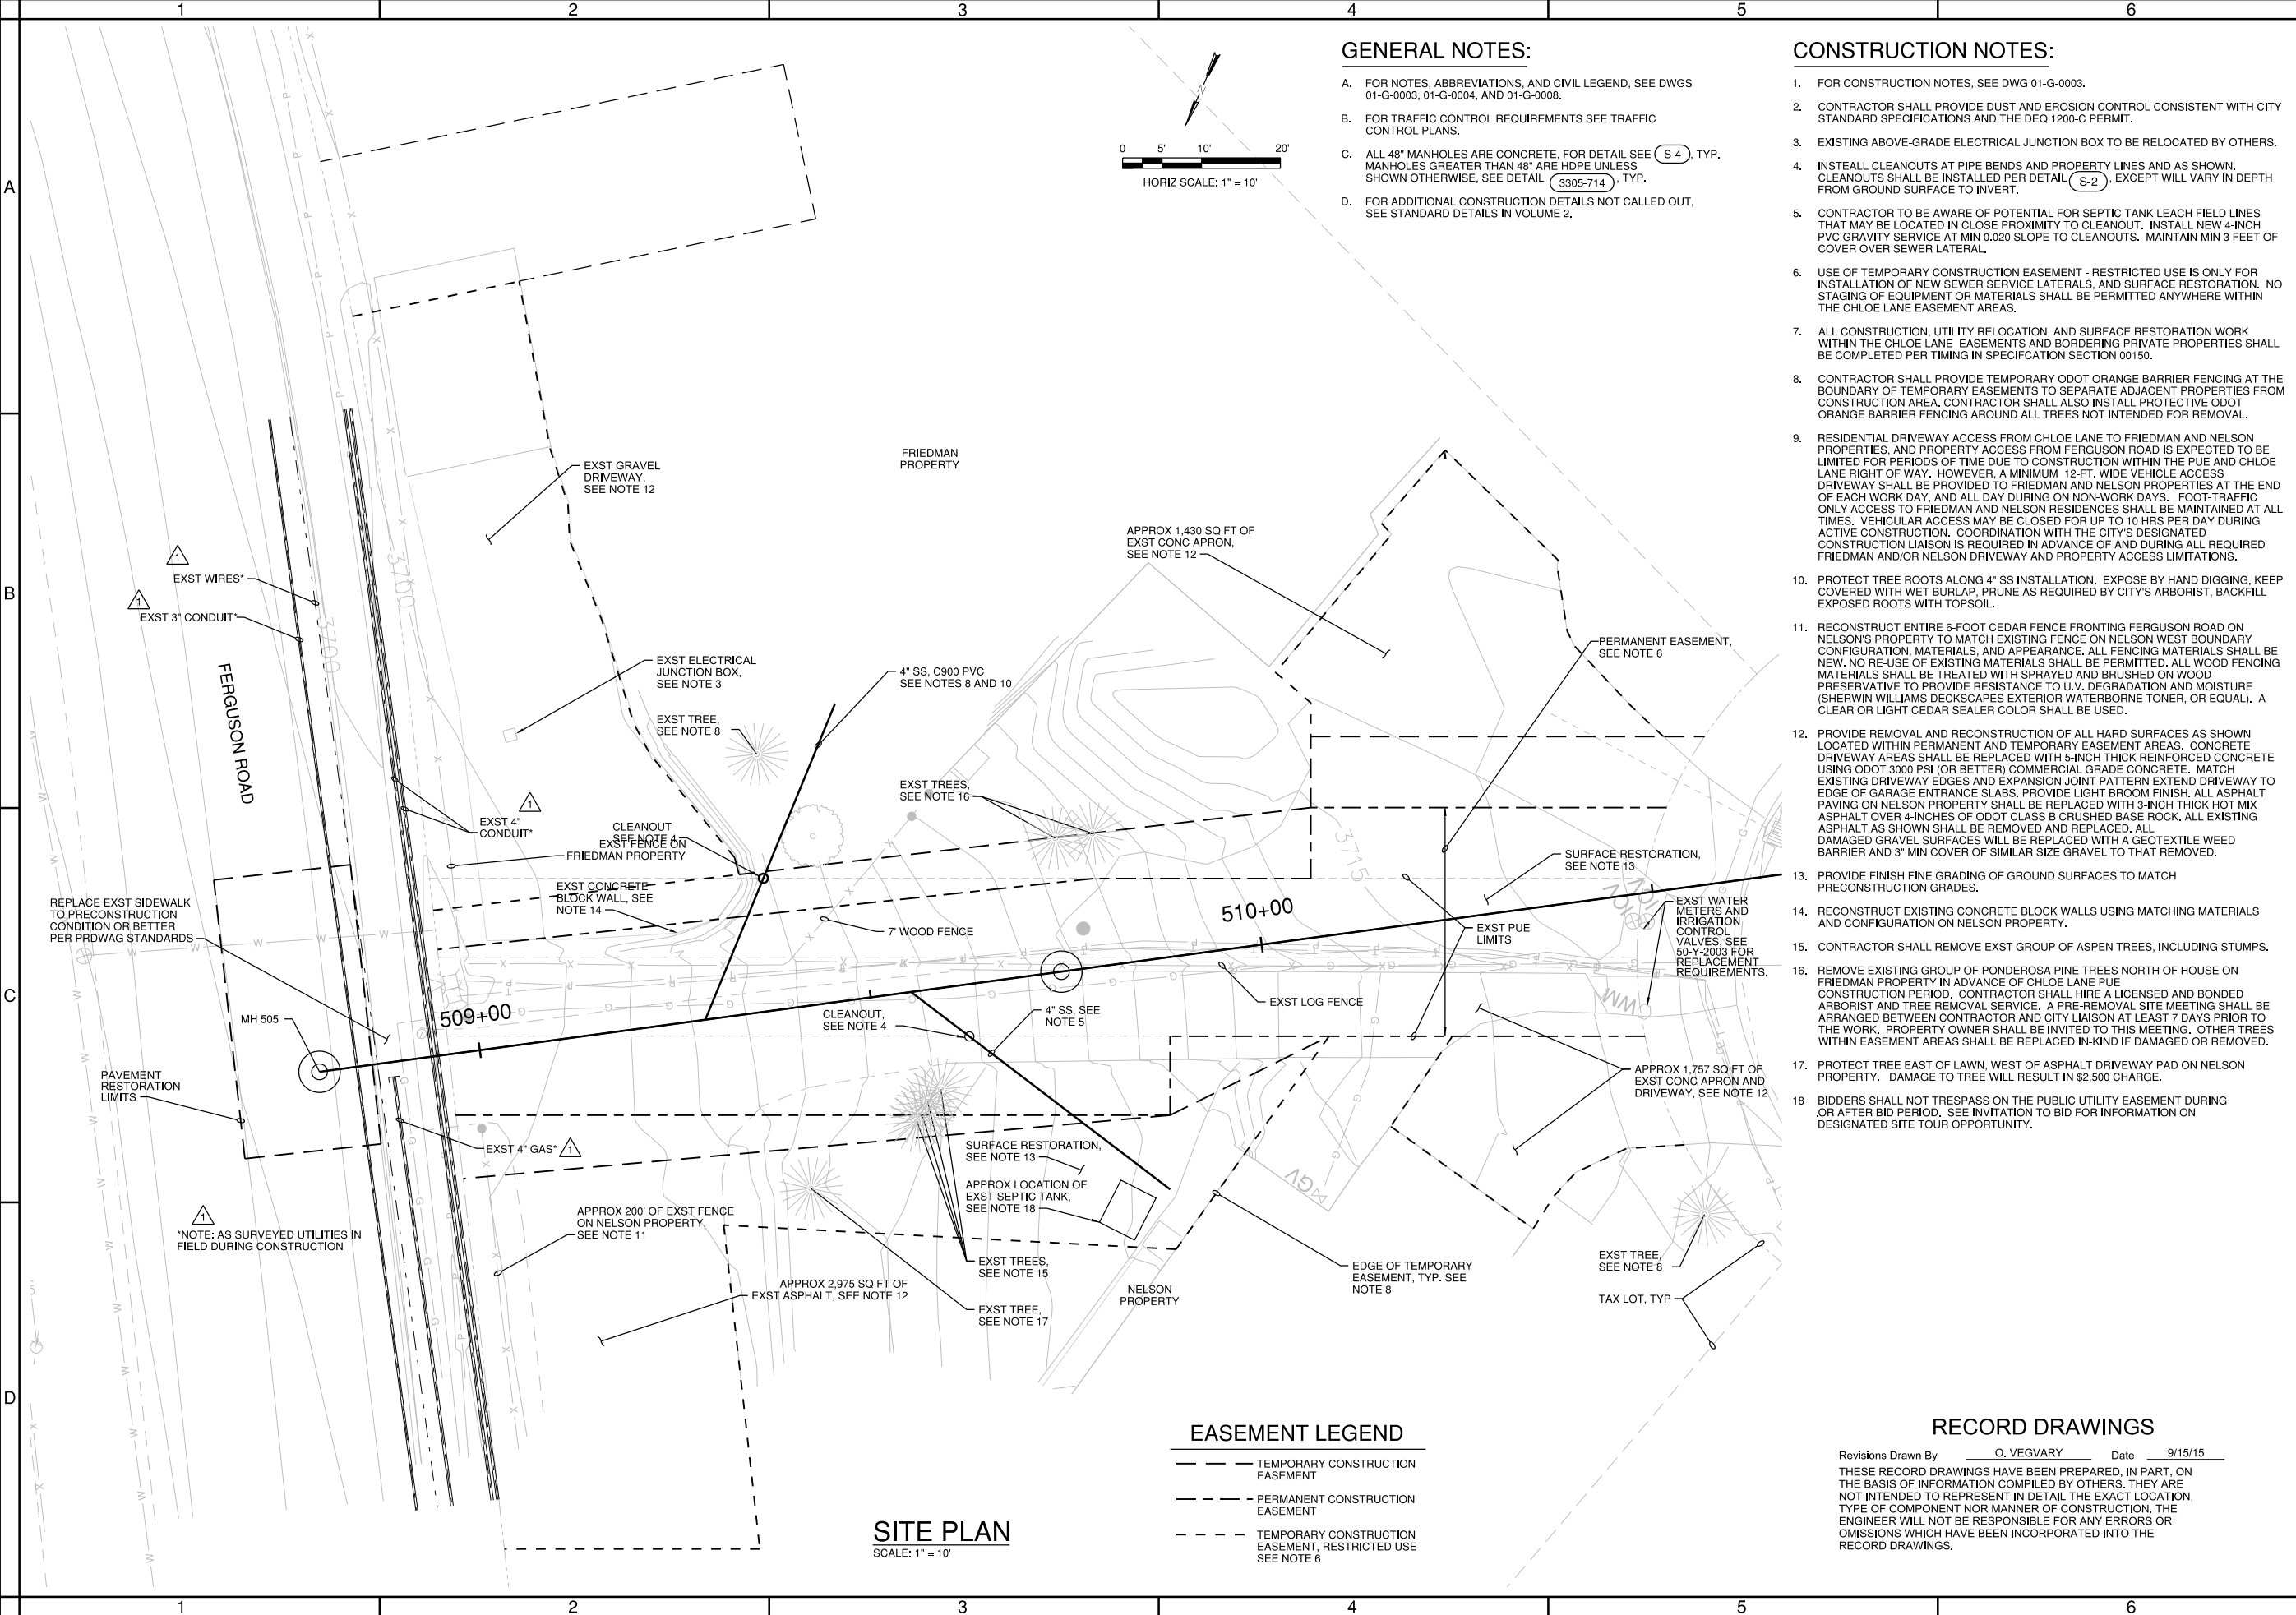 1 2 3 4 5 6
A
B
C
D
GENERAL NOTES:
A. FOR NOTES, ABBREVIATIONS, AND CIVIL LEGEND, SEE DWGS
01-G-0003, 01-G-0004, AND 01-G-0008.
B. FOR TRAFFIC CONTROL REQUIREMENTS SEE TRAFFIC
CONTROL PLANS.
C. ALL 48" MANHOLES ARE CONCRETE, FOR DETAIL SEE S-4, TYP.
MANHOLES GREATER THAN 48" ARE HDPE UNLESS
SHOWN OTHERWISE, SEE DETAIL 3305-714, TYP.
D. FOR ADDITIONAL CONSTRUCTION DETAILS NOT CALLED OUT,
SEE STANDARD DETAILS IN VOLUME 2.
CONSTRUCTION NOTES:
1. FOR CONSTRUCTION NOTES, SEE DWG 01-G-0003.
2. CONTRACTOR SHALL PROVIDE DUST AND EROSION CONTROL CONSISTENT WITH CITY
STANDARD SPECIFICATIONS AND THE DEQ 1200-C PERMIT.
3. EXISTING ABOVE-GRADE ELECTRICAL JUNCTION BOX TO BE RELOCATED BY OTHERS.
4. INSTEALL CLEANOUTS AT PIPE BENDS AND PROPERTY LINES AND AS SHOWN.
CLEANOUTS SHALL BE INSTALLED PER DETAIL S-2, EXCEPT WILL VARY IN DEPTH
FROM GROUND SURFACE TO INVERT.
5. CONTRACTOR TO BE AWARE OF POTENTIAL FOR SEPTIC TANK LEACH FIELD LINES
THAT MAY BE LOCATED IN CLOSE PROXIMITY TO CLEANOUT. INSTALL NEW 4-INCH
PVC GRAVITY SERVICE AT MIN 0.020 SLOPE TO CLEANOUTS. MAINTAIN MIN 3 FEET OF
COVER OVER SEWER LATERAL.
6. USE OF TEMPORARY CONSTRUCTION EASEMENT - RESTRICTED USE IS ONLY FOR
INSTALLATION OF NEW SEWER SERVICE LATERALS, AND SURFACE RESTORATION. NO
STAGING OF EQUIPMENT OR MATERIALS SHALL BE PERMITTED ANYWHERE WITHIN
THE CHLOE LANE EASEMENT AREAS.
7. ALL CONSTRUCTION, UTILITY RELOCATION, AND SURFACE RESTORATION WORK
WITHIN THE CHLOE LANE EASEMENTS AND BORDERING PRIVATE PROPERTIES SHALL
BE COMPLETED PER TIMING IN SPECIFCATION SECTION 00150.
8. CONTRACTOR SHALL PROVIDE TEMPORARY ODOT ORANGE BARRIER FENCING AT THE
BOUNDARY OF TEMPORARY EASEMENTS TO SEPARATE ADJACENT PROPERTIES FROM
CONSTRUCTION AREA. CONTRACTOR SHALL ALSO INSTALL PROTECTIVE ODOT
ORANGE BARRIER FENCING AROUND ALL TREES NOT INTENDED FOR REMOVAL.
9. RESIDENTIAL DRIVEWAY ACCESS FROM CHLOE LANE TO FRIEDMAN AND NELSON
PROPERTIES, AND PROPERTY ACCESS FROM FERGUSON ROAD IS EXPECTED TO BE
LIMITED FOR PERIODS OF TIME DUE TO CONSTRUCTION WITHIN THE PUE AND CHLOE
LANE RIGHT OF WAY. HOWEVER, A MINIMUM 12-FT. WIDE VEHICLE ACCESS
DRIVEWAY SHALL BE PROVIDED TO FRIEDMAN AND NELSON PROPERTIES AT THE END
OF EACH WORK DAY, AND ALL DAY DURING ON NON-WORK DAYS. FOOT-TRAFFIC
ONLY ACCESS TO FRIEDMAN AND NELSON RESIDENCES SHALL BE MAINTAINED AT ALL
TIMES. VEHICULAR ACCESS MAY BE CLOSED FOR UP TO 10 HRS PER DAY DURING
ACTIVE CONSTRUCTION. COORDINATION WITH THE CITY'S DESIGNATED
CONSTRUCTION LIAISON IS REQUIRED IN ADVANCE OF AND DURING ALL REQUIRED
FRIEDMAN AND/OR NELSON DRIVEWAY AND PROPERTY ACCESS LIMITATIONS.
10. PROTECT TREE ROOTS ALONG 4" SS INSTALLATION. EXPOSE BY HAND DIGGING, KEEP
COVERED WITH WET BURLAP, PRUNE AS REQUIRED BY CITY'S ARBORIST, BACKFILL
EXPOSED ROOTS WITH TOPSOIL.
11. RECONSTRUCT ENTIRE 6-FOOT CEDAR FENCE FRONTING FERGUSON ROAD ON
NELSON'S PROPERTY TO MATCH EXISTING FENCE ON NELSON WEST BOUNDARY
CONFIGURATION, MATERIALS, AND APPEARANCE. ALL FENCING MATERIALS SHALL BE
NEW. NO RE-USE OF EXISTING MATERIALS SHALL BE PERMITTED. ALL WOOD FENCING
MATERIALS SHALL BE TREATED WITH SPRAYED AND BRUSHED ON WOOD
PRESERVATIVE TO PROVIDE RESISTANCE TO U.V. DEGRADATION AND MOISTURE
(SHERWIN WILLIAMS DECKSCAPES EXTERIOR WATERBORNE TONER, OR EQUAL). A
CLEAR OR LIGHT CEDAR SEALER COLOR SHALL BE USED.
12. PROVIDE REMOVAL AND RECONSTRUCTION OF ALL HARD SURFACES AS SHOWN
LOCATED WITHIN PERMANENT AND TEMPORARY EASEMENT AREAS. CONCRETE
DRIVEWAY AREAS SHALL BE REPLACED WITH 5-INCH THICK REINFORCED CONCRETE
USING ODOT 3000 PSI (OR BETTER) COMMERCIAL GRADE CONCRETE. MATCH
EXISTING DRIVEWAY EDGES AND EXPANSION JOINT PATTERN EXTEND DRIVEWAY TO
EDGE OF GARAGE ENTRANCE SLABS. PROVIDE LIGHT BROOM FINISH. ALL ASPHALT
PAVING ON NELSON PROPERTY SHALL BE REPLACED WITH 3-INCH THICK HOT MIX
ASPHALT OVER 4-INCHES OF ODOT CLASS B CRUSHED BASE ROCK. ALL EXISTING
ASPHALT AS SHOWN SHALL BE REMOVED AND REPLACED. ALL
DAMAGED GRAVEL SURFACES WILL BE REPLACED WITH A GEOTEXTILE WEED
BARRIER AND 3" MIN COVER OF SIMILAR SIZE GRAVEL TO THAT REMOVED.
13. PROVIDE FINISH FINE GRADING OF GROUND SURFACES TO MATCH
PRECONSTRUCTION GRADES.
14. RECONSTRUCT EXISTING CONCRETE BLOCK WALLS USING MATCHING MATERIALS
AND CONFIGURATION ON NELSON PROPERTY.
15. CONTRACTOR SHALL REMOVE EXST GROUP OF ASPEN TREES, INCLUDING STUMPS.
16. REMOVE EXISTING GROUP OF PONDEROSA PINE TREES NORTH OF HOUSE ON
FRIEDMAN PROPERTY IN ADVANCE OF CHLOE LANE PUE
CONSTRUCTION PERIOD. CONTRACTOR SHALL HIRE A LICENSED AND BONDED
ARBORIST AND TREE REMOVAL SERVICE. A PRE-REMOVAL SITE MEETING SHALL BE
ARRANGED BETWEEN CONTRACTOR AND CITY LIAISON AT LEAST 7 DAYS PRIOR TO
THE WORK. PROPERTY OWNER SHALL BE INVITED TO THIS MEETING. OTHER TREES
WITHIN EASEMENT AREAS SHALL BE REPLACED IN-KIND IF DAMAGED OR REMOVED.
17. PROTECT TREE EAST OF LAWN, WEST OF ASPHALT DRIVEWAY PAD ON NELSON
PROPERTY. DAMAGE TO TREE WILL RESULT IN $2,500 CHARGE.
18 BIDDERS SHALL NOT TRESPASS ON THE PUBLIC UTILITY EASEMENT DURING
OR AFTER BID PERIOD. SEE INVITATION TO BID FOR INFORMATION ON
DESIGNATED SITE TOUR OPPORTUNITY.
N
0 5' 10' 20'
HORIZ SCALE: 1" = 10'
FRIEDMAN
PROPERTY
EXST GRAVEL
DRIVEWAY,
SEE NOTE 12
APPROX 1,430 SQ FT OF
EXST CONC APRON,
SEE NOTE 12
1
EXST WIRES*
1
EXST 3" CONDUIT*
3700
3700
FERGUSON ROAD
EXST ELECTRICAL
JUNCTION BOX,
SEE NOTE 3
4" SS, C900 PVC
SEE NOTES 8 AND 10
PERMANENT EASEMENT,
SEE NOTE 6
EXST TREE,
SEE NOTE 8
EXST TREES,
SEE NOTE 16
1
EXST 4"
CONDUIT*
CLEANOUT
SEE NOTE 4
EXST FENCE ON
FRIEDMAN PROPERTY
3715
SURFACE RESTORATION,
SEE NOTE 13
EXST CONCRETE
BLOCK WALL, SEE
NOTE 14
REPLACE EXST SIDEWALK
TO PRECONSTRUCTION
CONDITION OR BETTER
PER PRDWAG STANDARDS
7' WOOD FENCE
510+00
EXST PUE
LIMITS
ICV
ICV
EXST WATER
METERS AND
IRRIGATION
CONTROL
VALVES, SEE
50-Y-2003 FOR
REPLACEMENT
REQUIREMENTS.
WM
EXST LOG FENCE
MH 505
509+00
CLEANOUT,
SEE NOTE 4
4" SS, SEE
NOTE 5
PAVEMENT
RESTORATION
LIMITS
APPROX 1,757 SQ FT OF
EXST CONC APRON AND
DRIVEWAY, SEE NOTE 12
EXST 4" GAS* 1
SURFACE RESTORATION,
SEE NOTE 13
GV
APPROX LOCATION OF
EXST SEPTIC TANK,
SEE NOTE 18
1
*NOTE: AS SURVEYED UTILITIES IN
FIELD DURING CONSTRUCTION
APPROX 200' OF EXST FENCE
ON NELSON PROPERTY,
SEE NOTE 11
EXST TREES,
SEE NOTE 15
EDGE OF TEMPORARY
EASEMENT, TYP. SEE
NOTE 8
EXST TREE,
SEE NOTE 8
APPROX 2,975 SQ FT OF
EXST ASPHALT, SEE NOTE 12
NELSON
PROPERTY
TAX LOT, TYP
EXST TREE,
SEE NOTE 17
EASEMENT LEGEND
TEMPORARY CONSTRUCTION
EASEMENT
PERMANENT CONSTRUCTION
EASEMENT
TEMPORARY CONSTRUCTION
EASEMENT, RESTRICTED USE
SEE NOTE 6
SITE PLAN
SCALE: 1" = 10'
RECORD DRAWINGS
Revisions Drawn By O. VEGVARY Date 9/15/15
THESE RECORD DRAWINGS HAVE BEEN PREPARED, IN PART, ON
THE BASIS OF INFORMATION COMPILED BY OTHERS. THEY ARE
NOT INTENDED TO REPRESENT IN DETAIL THE EXACT LOCATION,
TYPE OF COMPONENT NOR MANNER OF CONSTRUCTION. THE
ENGINEER WILL NOT BE RESPONSIBLE FOR ANY ERRORS OR
OMISSIONS WHICH HAVE BEEN INCORPORATED INTO THE
RECORD DRAWINGS.
1 2 3 4 5 6